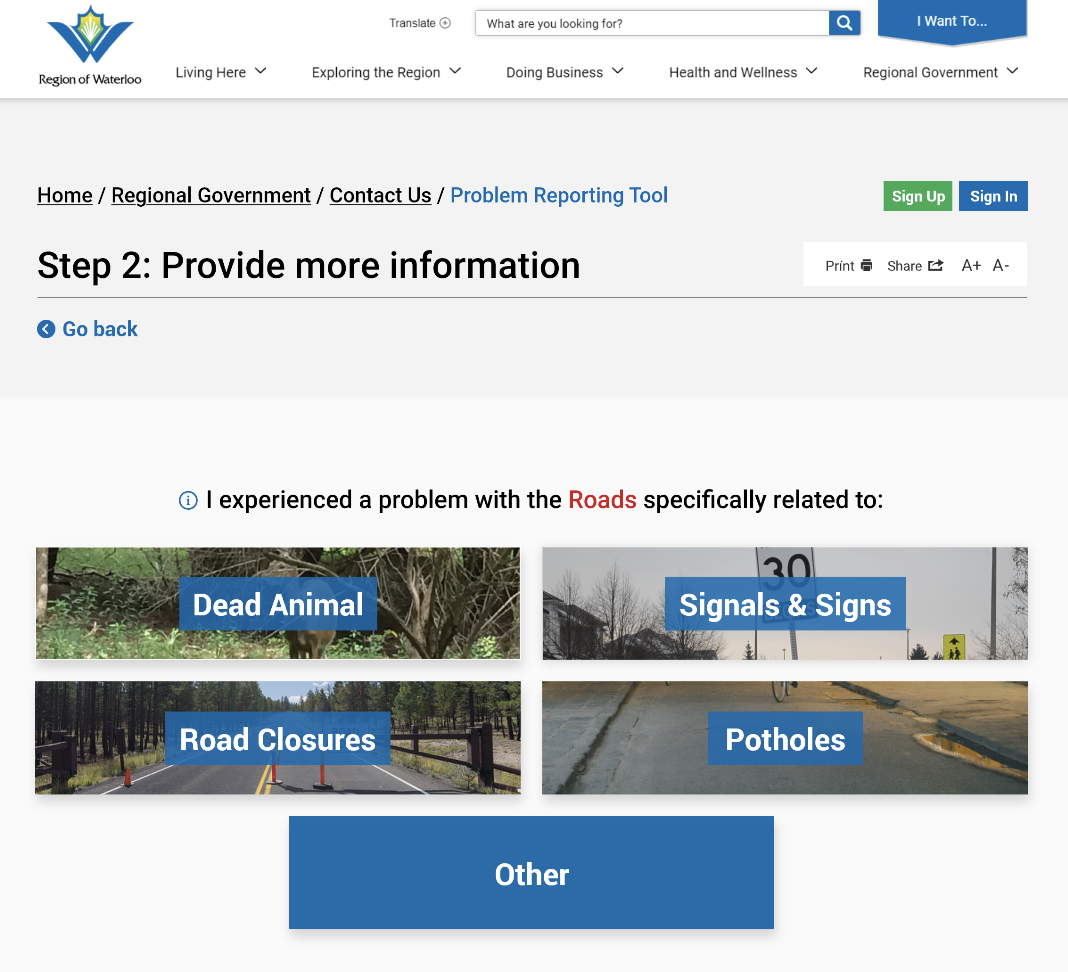 Translate
What are you looking for?
I Want To...
Region of Waterloo
Living Here
Exploring the Region
Doing Business
Health and Wellness
Regional Government
Home / Regional Government / Contact Us / Problem Reporting Tool
Sign Up
Sign In
Step 2: Provide more information
Print
Share
A+
A-
Go back
I experienced a problem with the Roads specifically related to:
Dead Animal
30
Signals & Signs
Road Closures
Potholes
Other